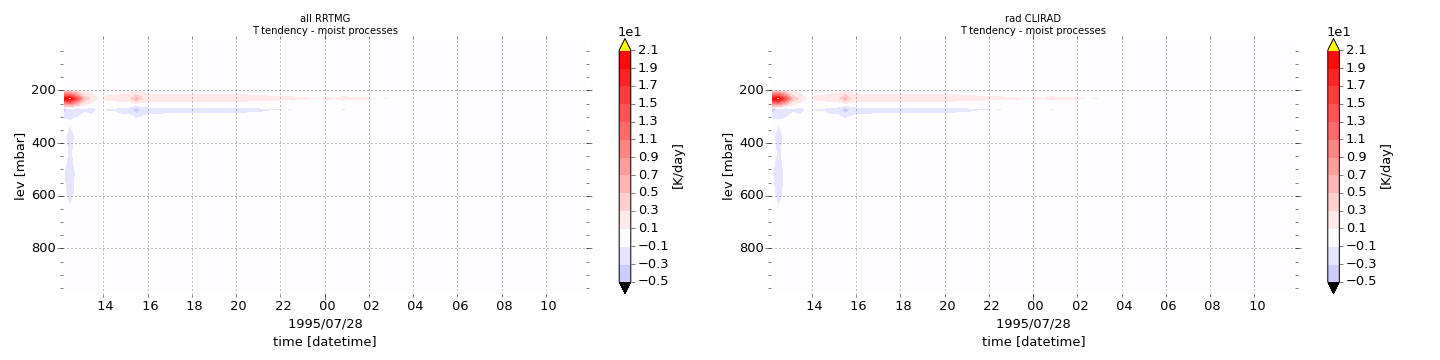 all RRTMG
T tendency - moist processes
1e1
2.1
1.9
1.7
1.5
1.3
1.1
0.9
0.7
0.5
0.3
0.1
−0.1
−0.3
−0.5
[K/day]
lev [mbar]
200
400
600
800
14 16 18 20 22 00 02 04 06 08 10
1995/07/28
time [datetime]
rad CLIRAD
T tendency - moist processes
1e1
2.1
1.9
1.7
1.5
1.3
1.1
0.9
0.7
0.5
0.3
0.1
−0.1
−0.3
−0.5
[K/day]
lev [mbar]
200
400
600
800
14 16 18 20 22 00 02 04 06 08 10
1995/07/28
time [datetime]